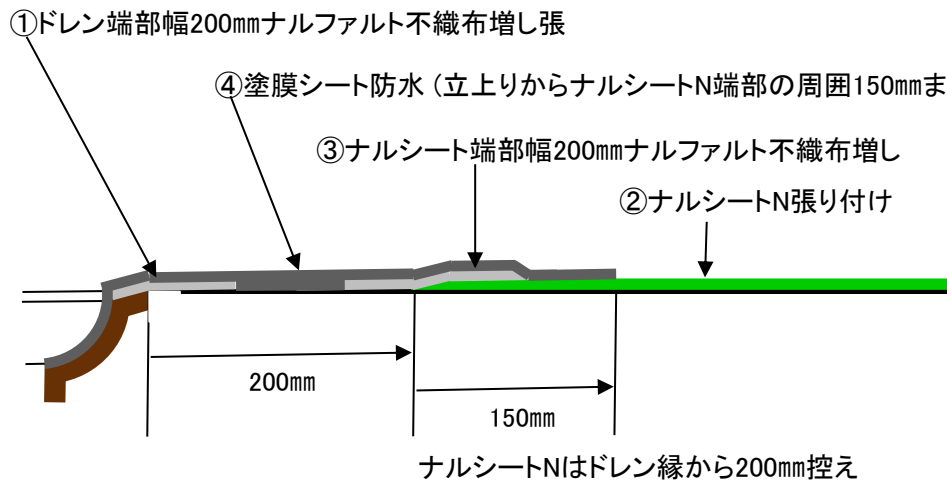 ①ドレン端部幅200㎜ナルファルト不織布増し張
④塗膜シート防水（立上りからナルシートN端部の周囲150㎜ま
③ナルシート端部幅200㎜ナルファルト不織布増し
②ナルシートN張り付け
200㎜
150㎜
ナルシートNはドレン縁から200㎜控え